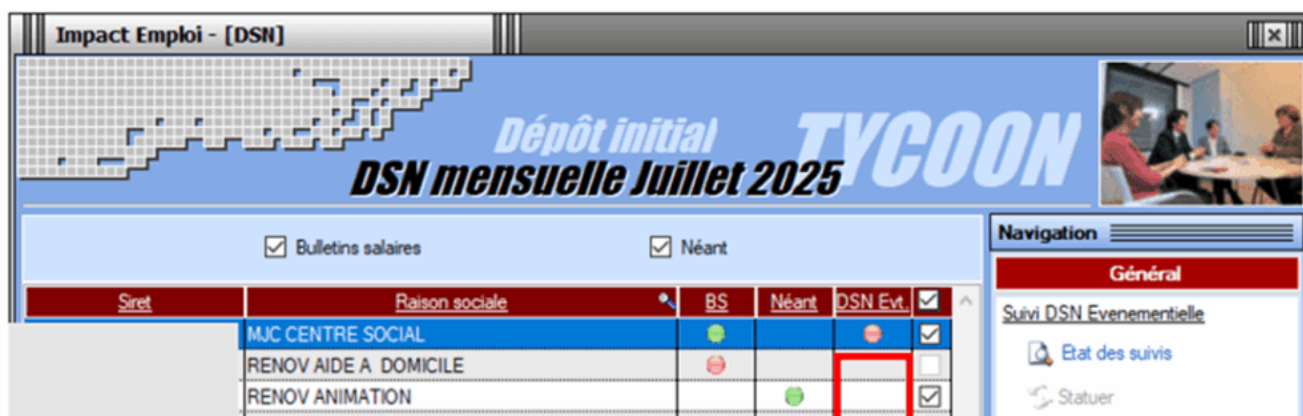 Impact Emploi - [DSN]
Dépôt initial
TYCOON
DSN mensuelle Juillet 2025
Bulletins salaires
Néant
Navigation
Général
Siret
Raison sociale
BS
Néant
DSN Evt.
Suivi DSN Evenementielle
MJC CENTRE SOCIAL
Etat des suivis
RENOV AIDE A DOMICILE
RENOV ANIMATION
Statuer